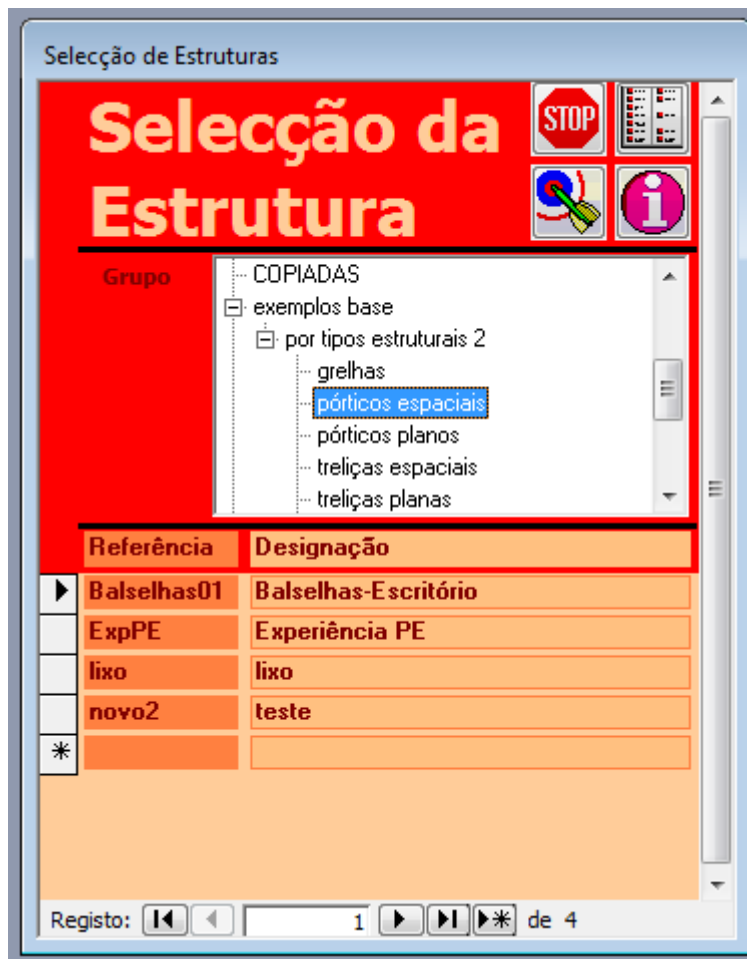 Selecção de Estruturas
Selecção da
Estrutura
STOP
i
Grupo
COPIADAS
exemplos base
por tipos estruturais 2
grelhas
pórticos espaciais
pórticos planos
treliças espaciais
treliças planas
Referência Designação
Balselhas01 Balselhas-Escritório
ExpPE Experiência PE
lixo lixo
novo2 teste
Registo: 1 de 4